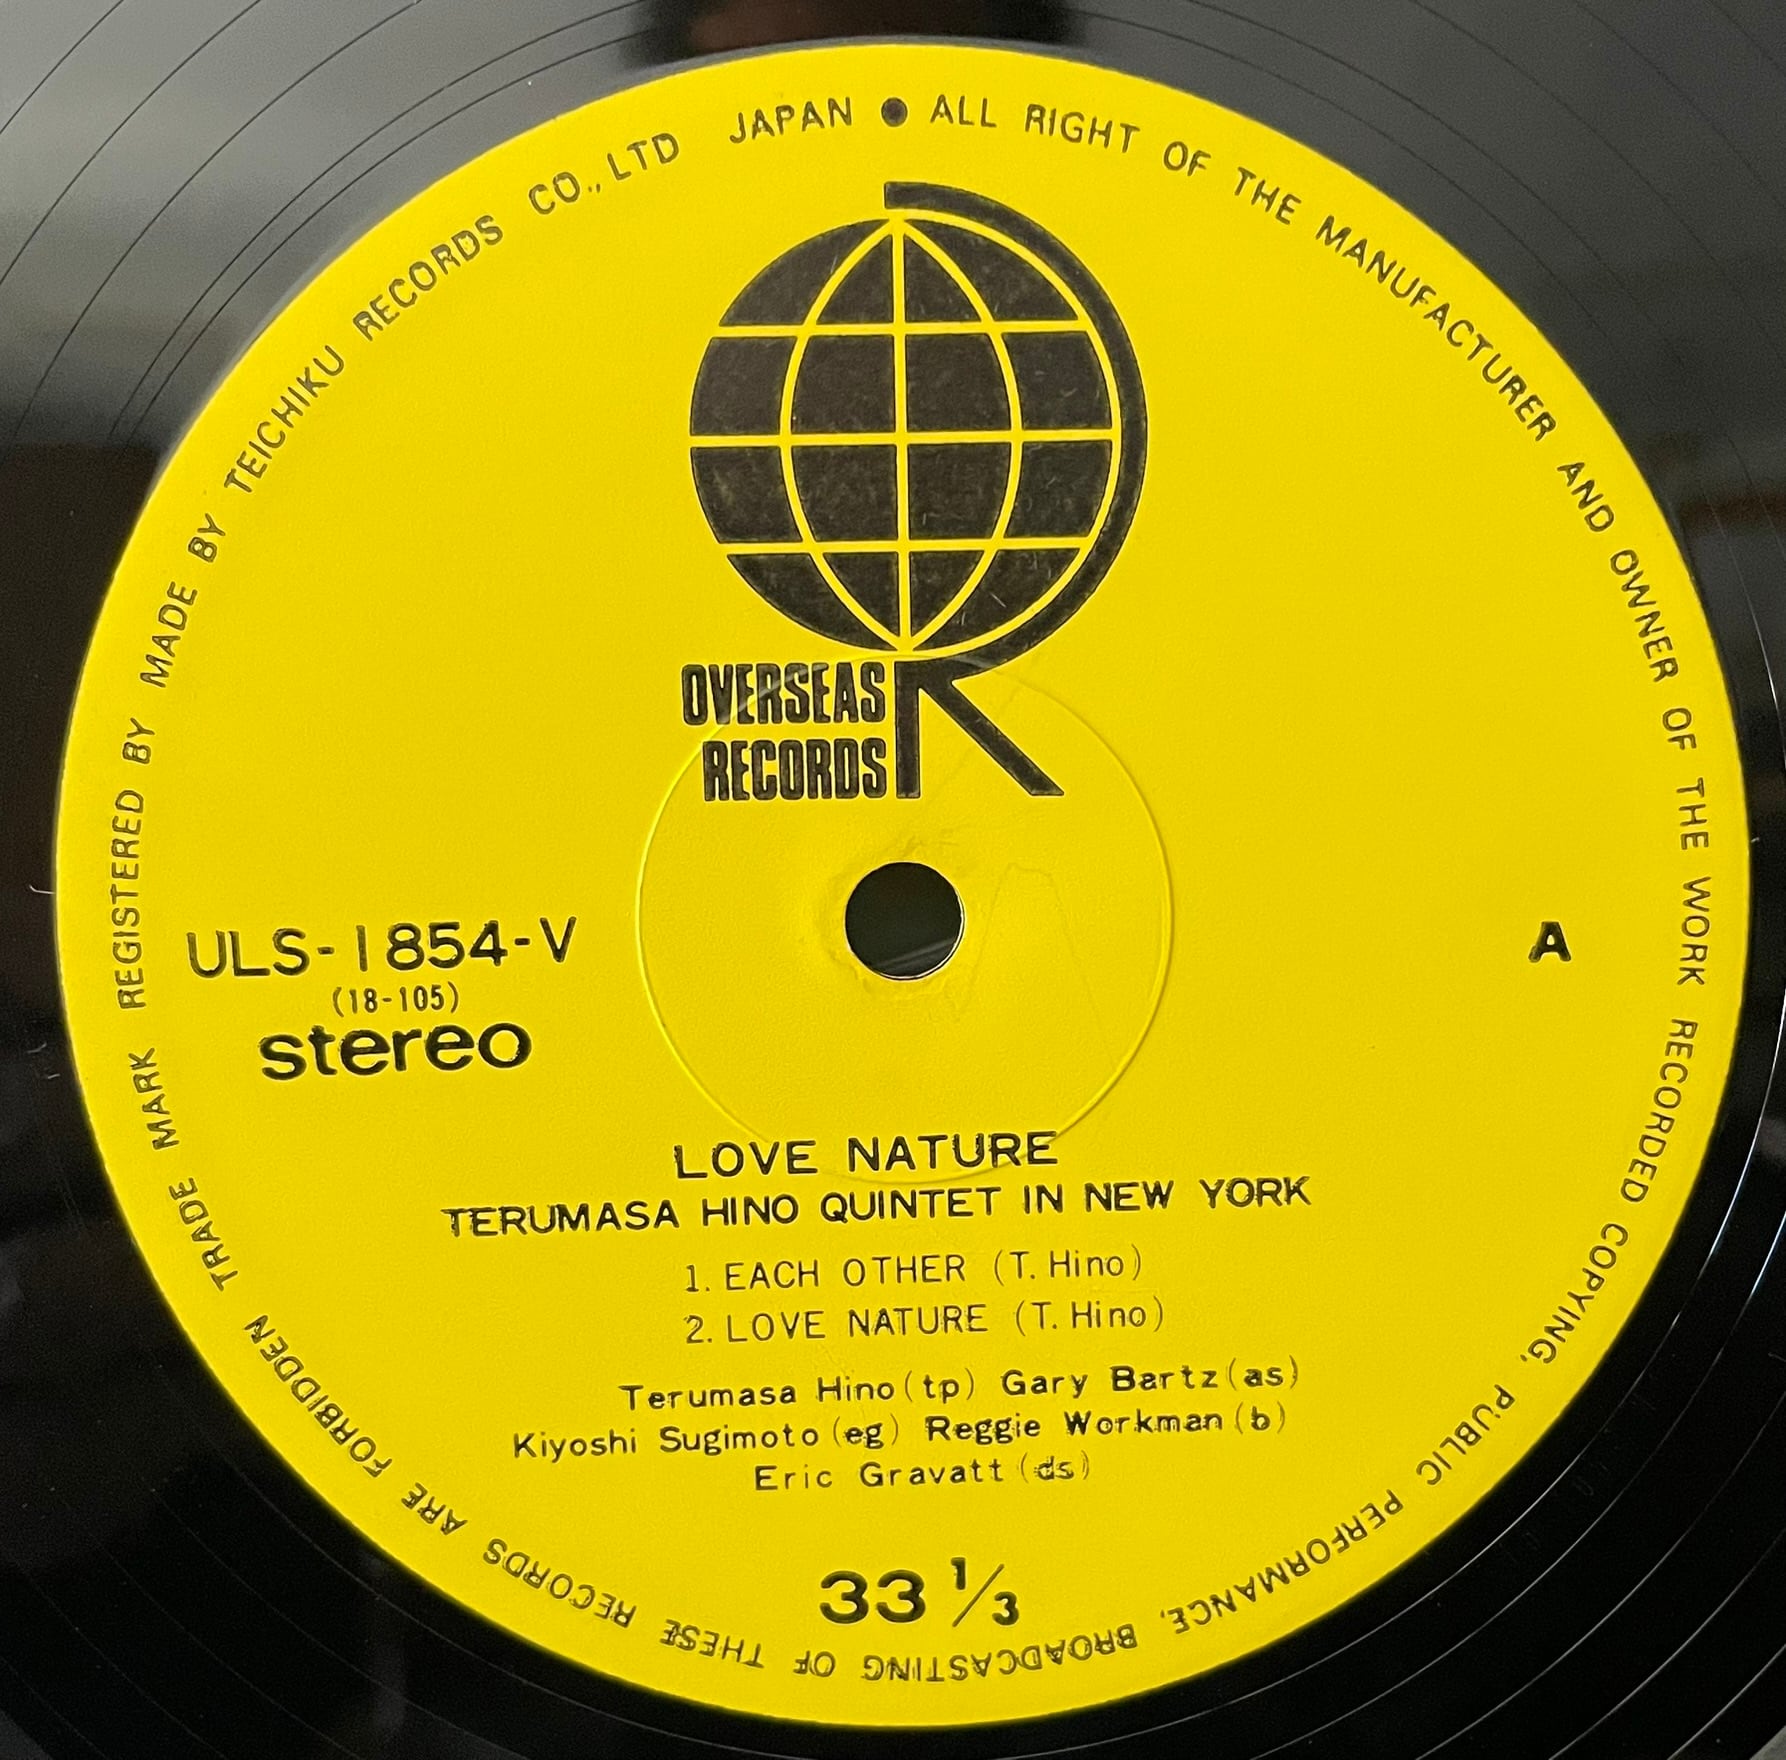 TRADE MARK REGISTERED BY MADE BY TEICHIKU RECORDS CO., LTD JAPAN ● ALL RIGHT OF THE MANUFACTURER AND OWNER OF THE WORK RECORDED COPYING, PUBLIC PERFORMANCE, BROADCASTING OF THESE RECORDS ARE FORBIDDEN
OVERSEAS
RECORDS
ULS-1854-V
(18-105)
stereo
A
LOVE NATURE
TERUMASA HINO QUINTET IN NEW YORK
1. EACH OTHER (T. Hino)
2. LOVE NATURE (T. Hino)
Terumasa Hino (tp) Gary Bartz (as)
Kiyoshi Sugimoto (eg) Reggie Workman (b)
Eric Gravatt (ds)
33 1/3